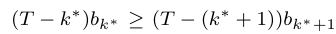 (T − k*)b_{k*} ≥ (T − (k* + 1))b_{k*+1}